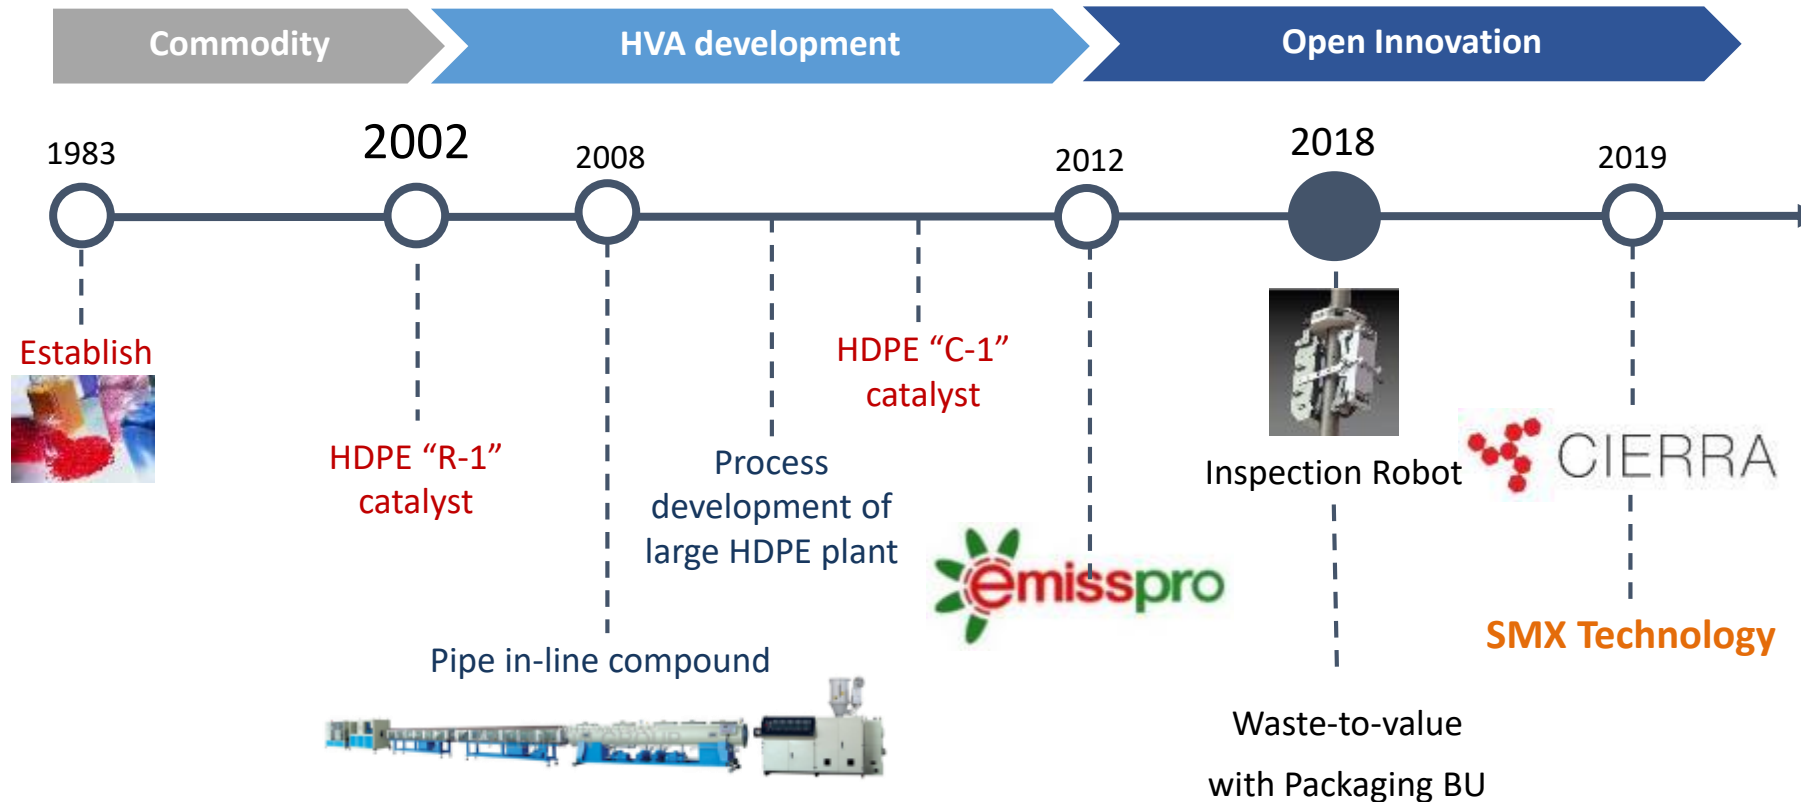 Commodity
HVA development
Open Innovation
1983
2002
2008
2012
2018
2019
Establish
HDPE “R-1”
catalyst
Pipe in-line compound
Process
development of
large HDPE plant
HDPE “C-1”
catalyst
emisspro
Inspection Robot
Waste-to-value
with Packaging BU
CIERRA
SMX Technology